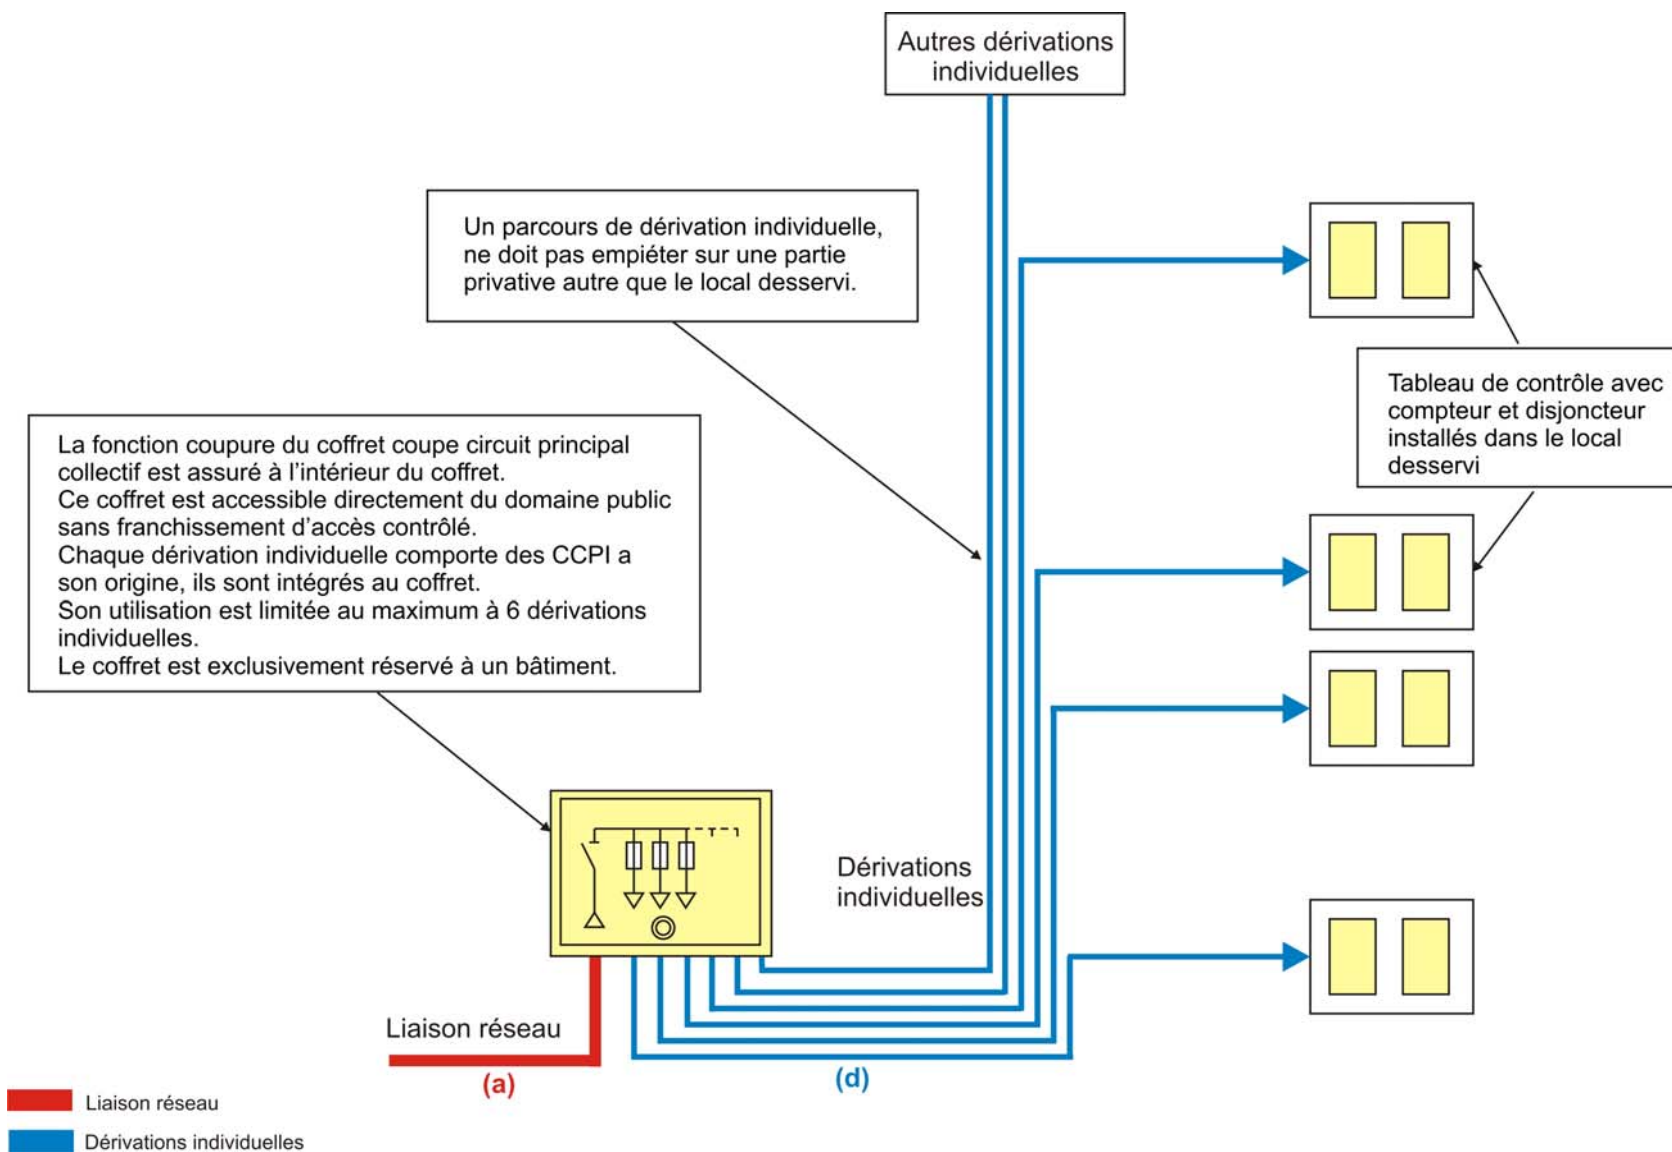 Autres dérivations
individuelles
Un parcours de dérivation individuelle,
ne doit pas empiéter sur une partie
privative autre que le local desservi.
Tableau de contrôle avec
compteur et disjoncteur
installés dans le local
desservi
La fonction coupure du coffret coupe circuit principal
collectif est assuré à l'intérieur du coffret.
Ce coffret est accessible directement du domaine public
sans franchissement d'accès contrôlé.
Chaque dérivation individuelle comporte des CCPI a
son origine, ils sont intégrés au coffret.
Son utilisation est limitée au maximum à 6 dérivations
individuelles.
Le coffret est exclusivement réservé à un bâtiment.
Dérivations
individuelles
Liaison réseau
(a)
(d)
Liaison réseau
Dérivations individuelles